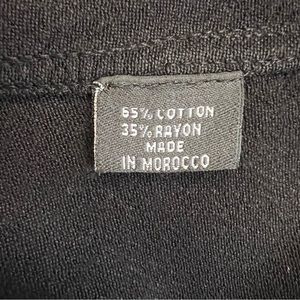 65% COTTON
35% RAYON
MADE
IN MOROCCO